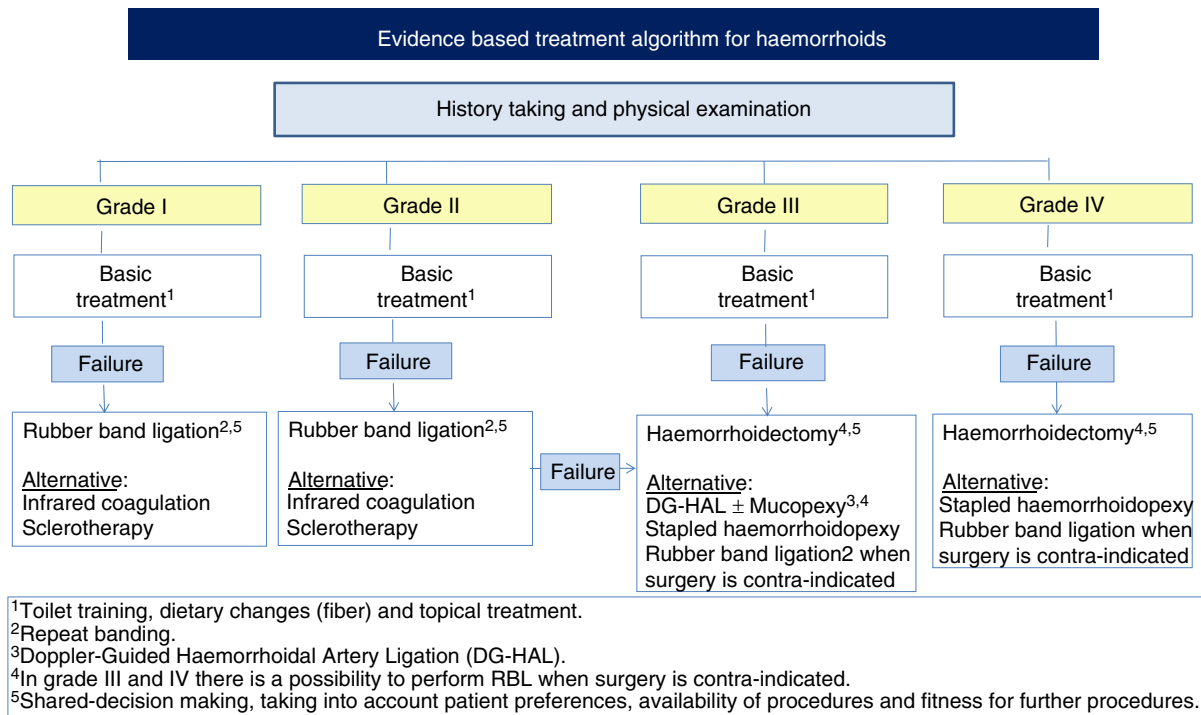 Evidence based treatment algorithm for haemorrhoids
History taking and physical examination
Grade I
Grade II
Grade III
Grade IV
Basic
treatment¹
Basic
treatment¹
Basic
treatment¹
Basic
treatment¹
Failure
Failure
Failure
Failure
Rubber band ligation²,⁵
Alternative:
Infrared coagulation
Sclerotherapy
Rubber band ligation²,⁵
Alternative:
Infrared coagulation
Sclerotherapy
Failure
Haemorrhoidectomy⁴,⁵
Alternative:
DG-HAL ± Mucopexy³,⁴
Stapled haemorrhoidopexy
Rubber band ligation2 when
surgery is contra-indicated
Haemorrhoidectomy⁴,⁵
Alternative:
Stapled haemorrhoidopexy
Rubber band ligation when
surgery is contra-indicated
¹Toilet training, dietary changes (fiber) and topical treatment.
²Repeat banding.
³Doppler-Guided Haemorrhoidal Artery Ligation (DG-HAL).
⁴In grade III and IV there is a possibility to perform RBL when surgery is contra-indicated.
⁵Shared-decision making, taking into account patient preferences, availability of procedures and fitness for further procedures.